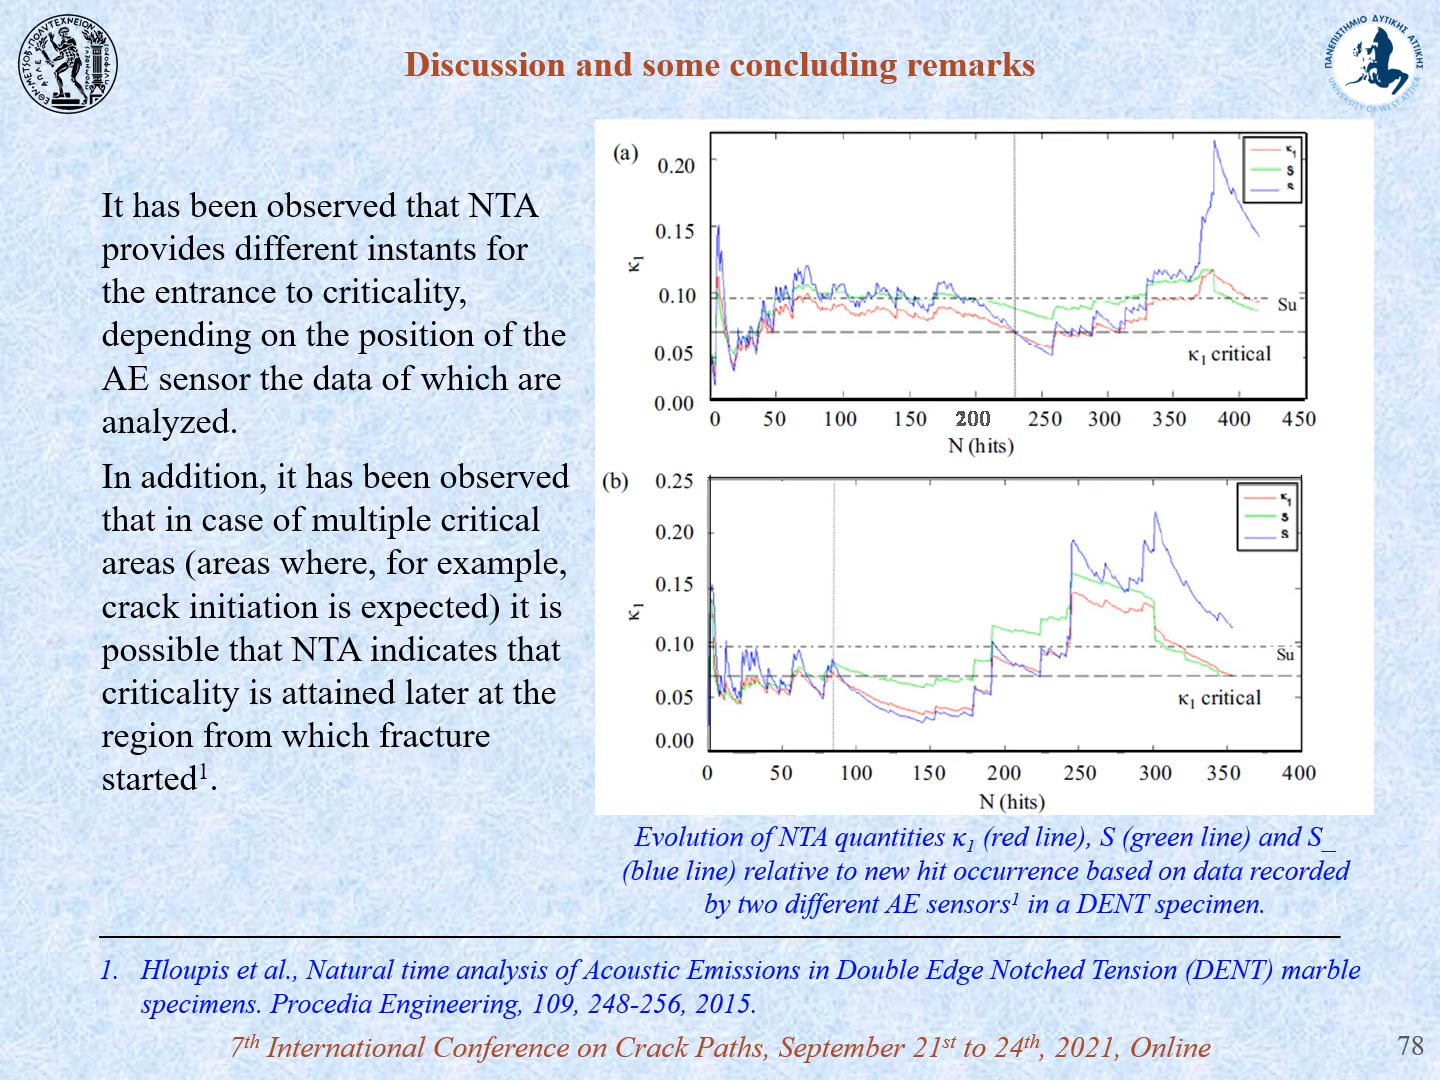 Discussion and some concluding remarks
ΠΑΝΕΠΙΣΤΗΜΙΟ ΔΥΤΙΚΗΣ ΑΤΤΙΚΗΣ
UNIVERSITY OF WEST ATTICA
It has been observed that NTA
provides different instants for
the entrance to criticality,
depending on the position of the
AE sensor the data of which are
analyzed.
In addition, it has been observed
that in case of multiple critical
areas (areas where, for example,
crack initiation is expected) it is
possible that NTA indicates that
criticality is attained later at the
region from which fracture
started¹.
(a)
0.20
0.15
0.10
0.05
0.00
κ₁
κ₁
S
S
Su
κ₁ critical
0 50 100 150 200 250 300 350 400 450
N (hits)
(b)
0.25
0.20
0.15
0.10
0.05
0.00
κ₁
κ₁
S
S
Su
κ₁ critical
0 50 100 150 200 250 300 350 400
N (hits)
Evolution of NTA quantities κ₁ (red line), S (green line) and S_
(blue line) relative to new hit occurrence based on data recorded
by two different AE sensors¹ in a DENT specimen.
1. Hloupis et al., Natural time analysis of Acoustic Emissions in Double Edge Notched Tension (DENT) marble
specimens. Procedia Engineering, 109, 248-256, 2015.
7th International Conference on Crack Paths, September 21st to 24th, 2021, Online
78